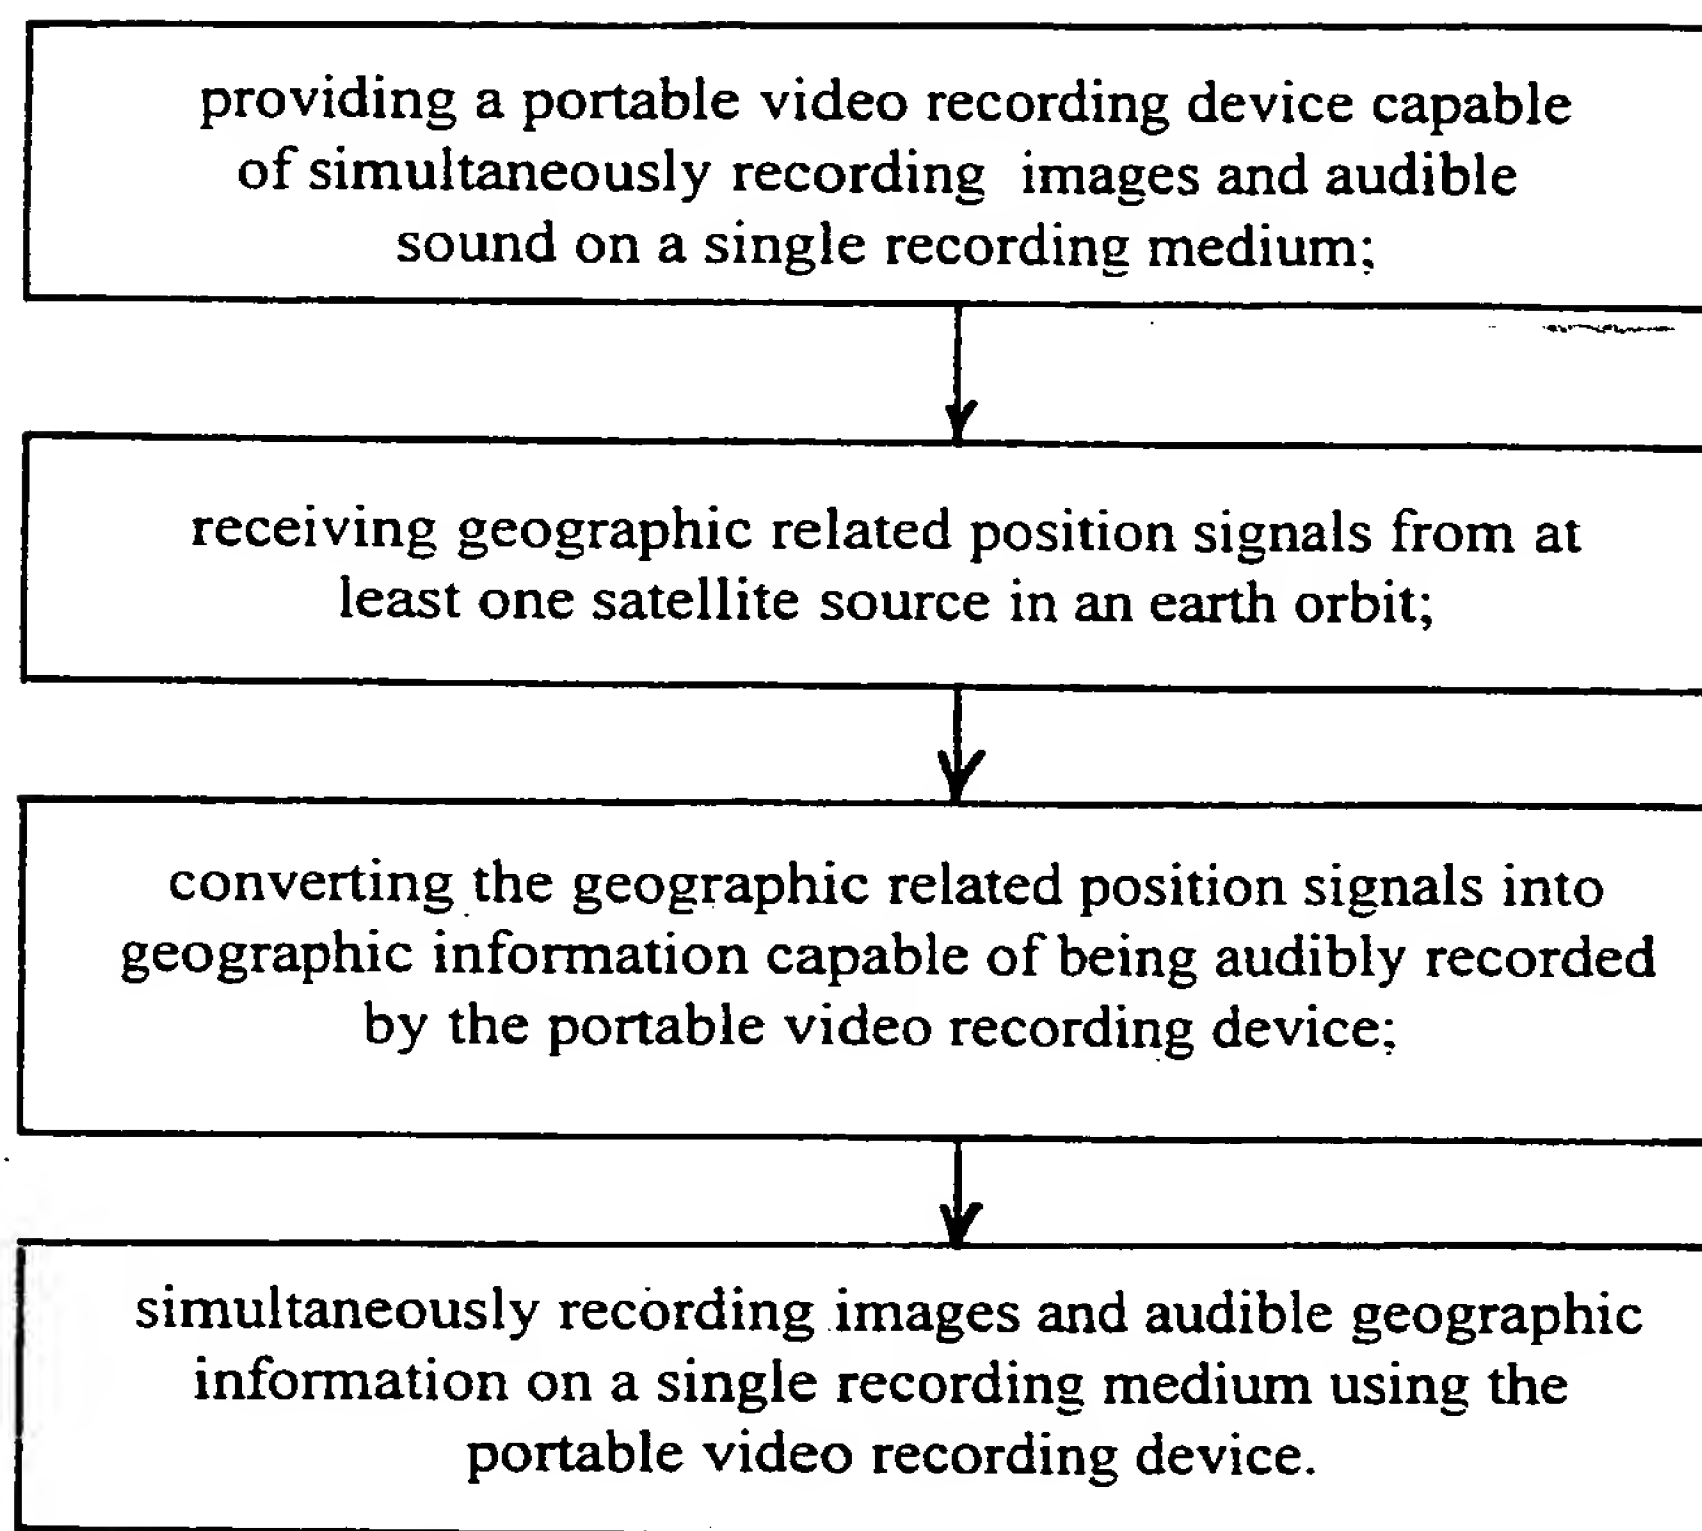 providing a portable video recording device capable
of simultaneously recording images and audible
sound on a single recording medium;
receiving geographic related position signals from at
least one satellite source in an earth orbit;
converting the geographic related position signals into
geographic information capable of being audibly recorded
by the portable video recording device;
simultaneously recording images and audible geographic
information on a single recording medium using the
portable video recording device.